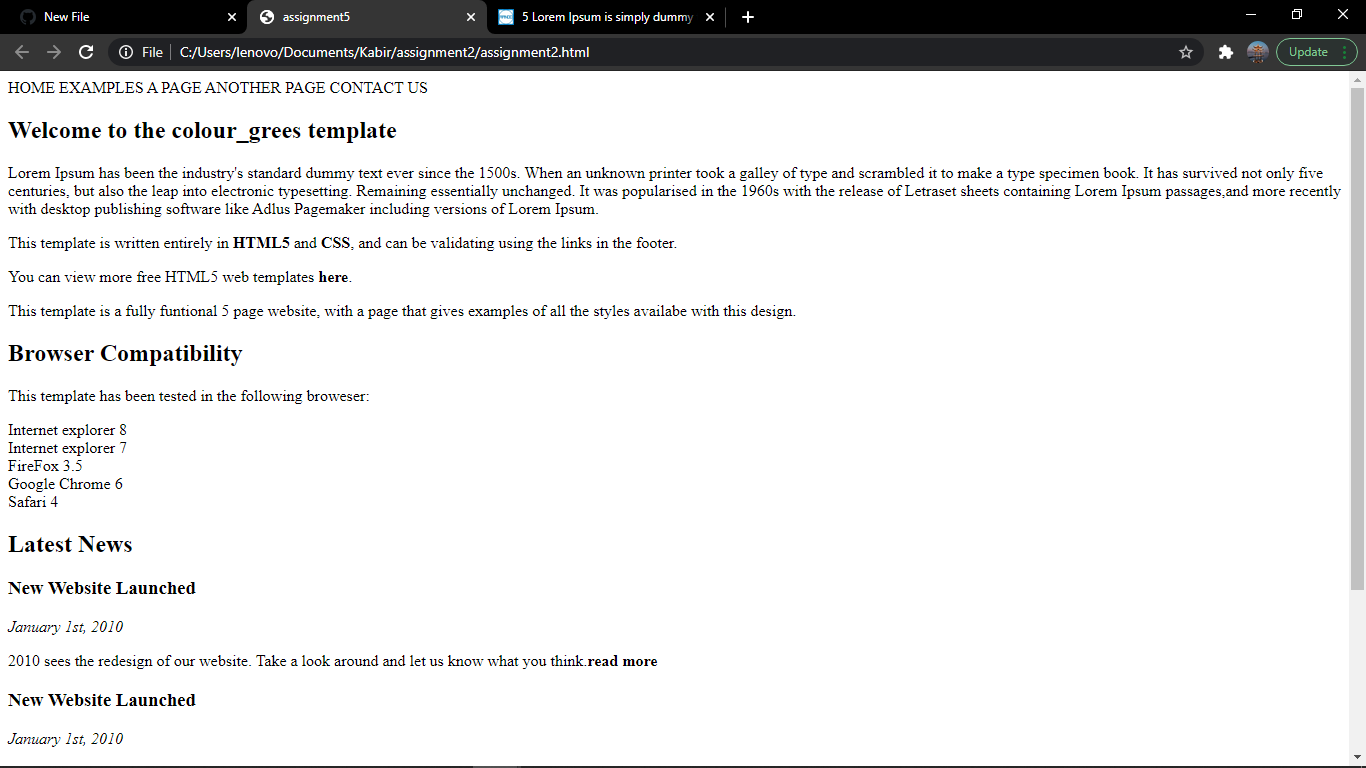 New File
assignment5
5 Lorem Ipsum is simply dummy
File
C:/Users/lenovo/Documents/Kabir/assignment2/assignment2.html
Update
HOME EXAMPLES A PAGE ANOTHER PAGE CONTACT US
Welcome to the colour_grees template
Lorem Ipsum has been the industry's standard dummy text ever since the 1500s. When an unknown printer took a galley of type and scrambled it to make a type specimen book. It has survived not only five
centuries, but also the leap into electronic typesetting. Remaining essentially unchanged. It was popularised in the 1960s with the release of Letraset sheets containing Lorem Ipsum passages,and more recently
with desktop publishing software like Adlus Pagemaker including versions of Lorem Ipsum.
This template is written entirely in HTML5 and CSS, and can be validating using the links in the footer.
You can view more free HTML5 web templates here.
This template is a fully funtional 5 page website, with a page that gives examples of all the styles availabe with this design.
Browser Compatibility
This template has been tested in the following broweser:
Internet explorer 8
Internet explorer 7
FireFox 3.5
Google Chrome 6
Safari 4
Latest News
New Website Launched
January 1st, 2010
2010 sees the redesign of our website. Take a look around and let us know what you think.read more
New Website Launched
January 1st, 2010